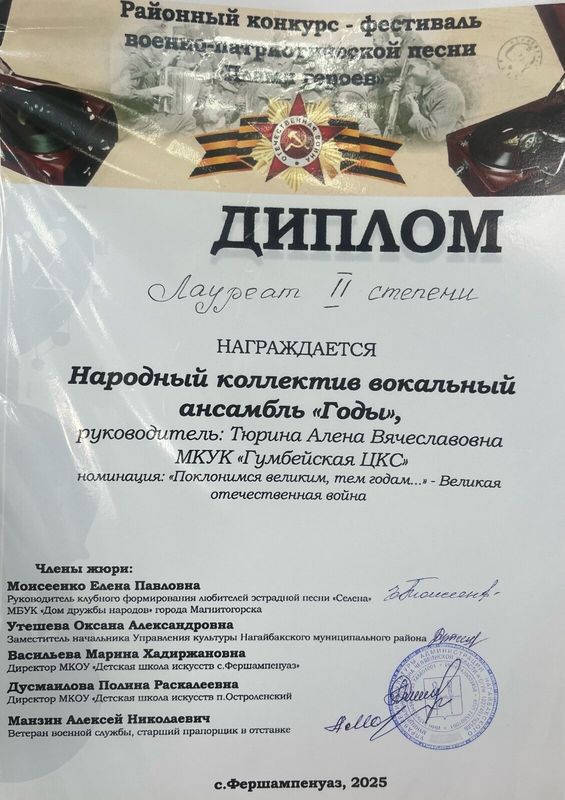 Районный конкурс - фестиваль
военно-патриотической песни
героев»
ОТЕЧЕСТВЕННАЯ ВОЙНА
ДИПЛОМ
Лауреат II степени
НАГРАЖДАЕТСЯ
Народный коллектив вокальный
ансамбль «Годы»,
руководитель: Тюрина Алена Вячеславовна
МКУК «Гумбейская ЦКС»
номинация: «Поклонимся великим, тем годам...» - Великая
отечественная война
Члены жюри:
Моисеенко Елена Павловна
Руководитель клубного формирования любителей эстрадной песни «Селена»
МБУК «Дом дружбы народов» города Магнитогорска
Утешева Оксана Александровна
Заместитель начальника Управления культуры Нагайбакского муниципального района
Васильева Марина Хадиржановна
Директор МКОУ «Детская школа искусств с.Фершампенуаз»
Дусмаилова Полина Раскалеевна
Директор МКОУ «Детская школа искусств п.Остроленский
Манзин Алексей Николаевич
Ветеран военной службы, старший прапорщик в отставке
с.Фершампенуаз, 2025